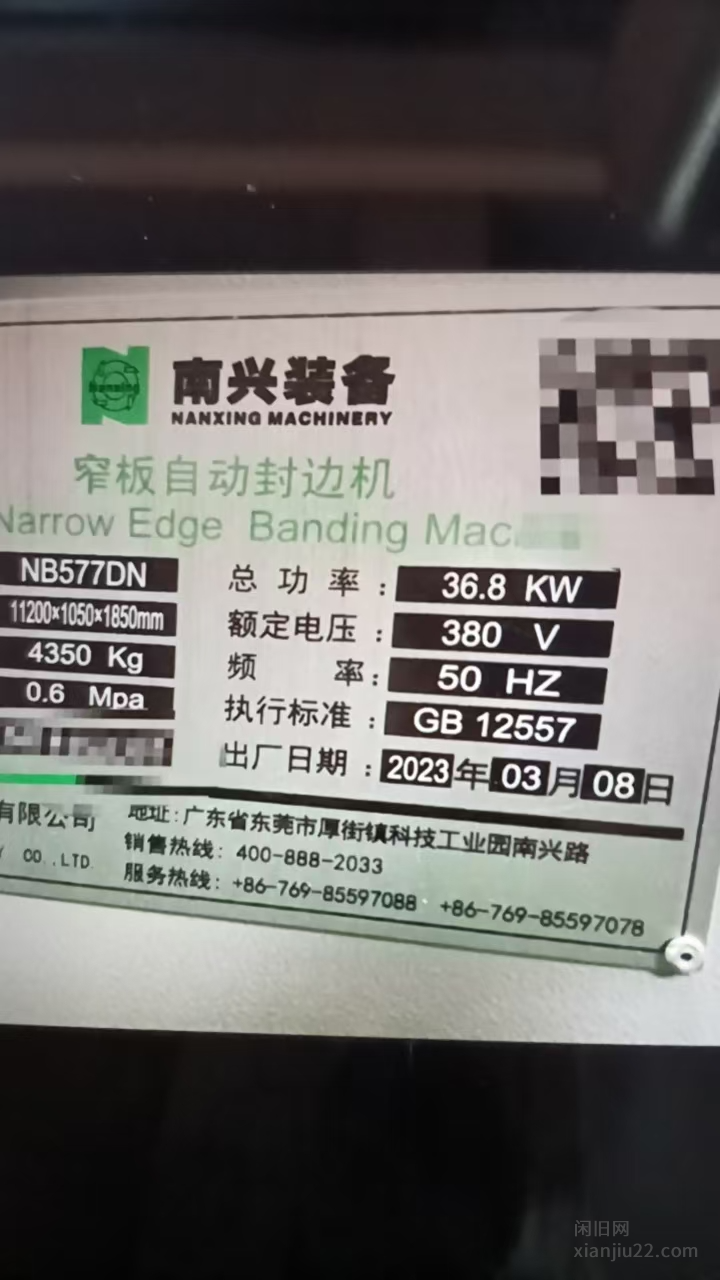 Nanxing
南兴装备
NANXING MACHINERY
窄板自动封边机
Narrow Edge Banding Mac
NB577DN
总功率: 36.8 KW
11200×1050×1850mm
额定电压: 380 V
4350 Kg
频率: 50 HZ
0.6 Mpa
执行标准: GB 12557
出厂日期: 2023年03月08日
有限公司
CO.,LTD.
地址:广东省东莞市厚街镇科技工业园南兴路
销售热线: 400-888-2033
服务热线: +86-769-85597088 +86-769-85597078
闲旧网
xianjiu22.com